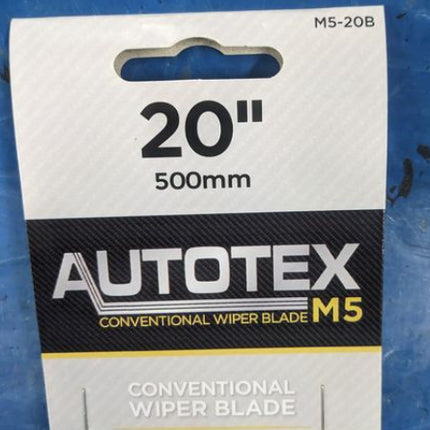 M5-20B
20"
500mm
AUTOTEX
CONVENTIONAL WIPER BLADE M5
CONVENTIONAL
WIPER BLADE